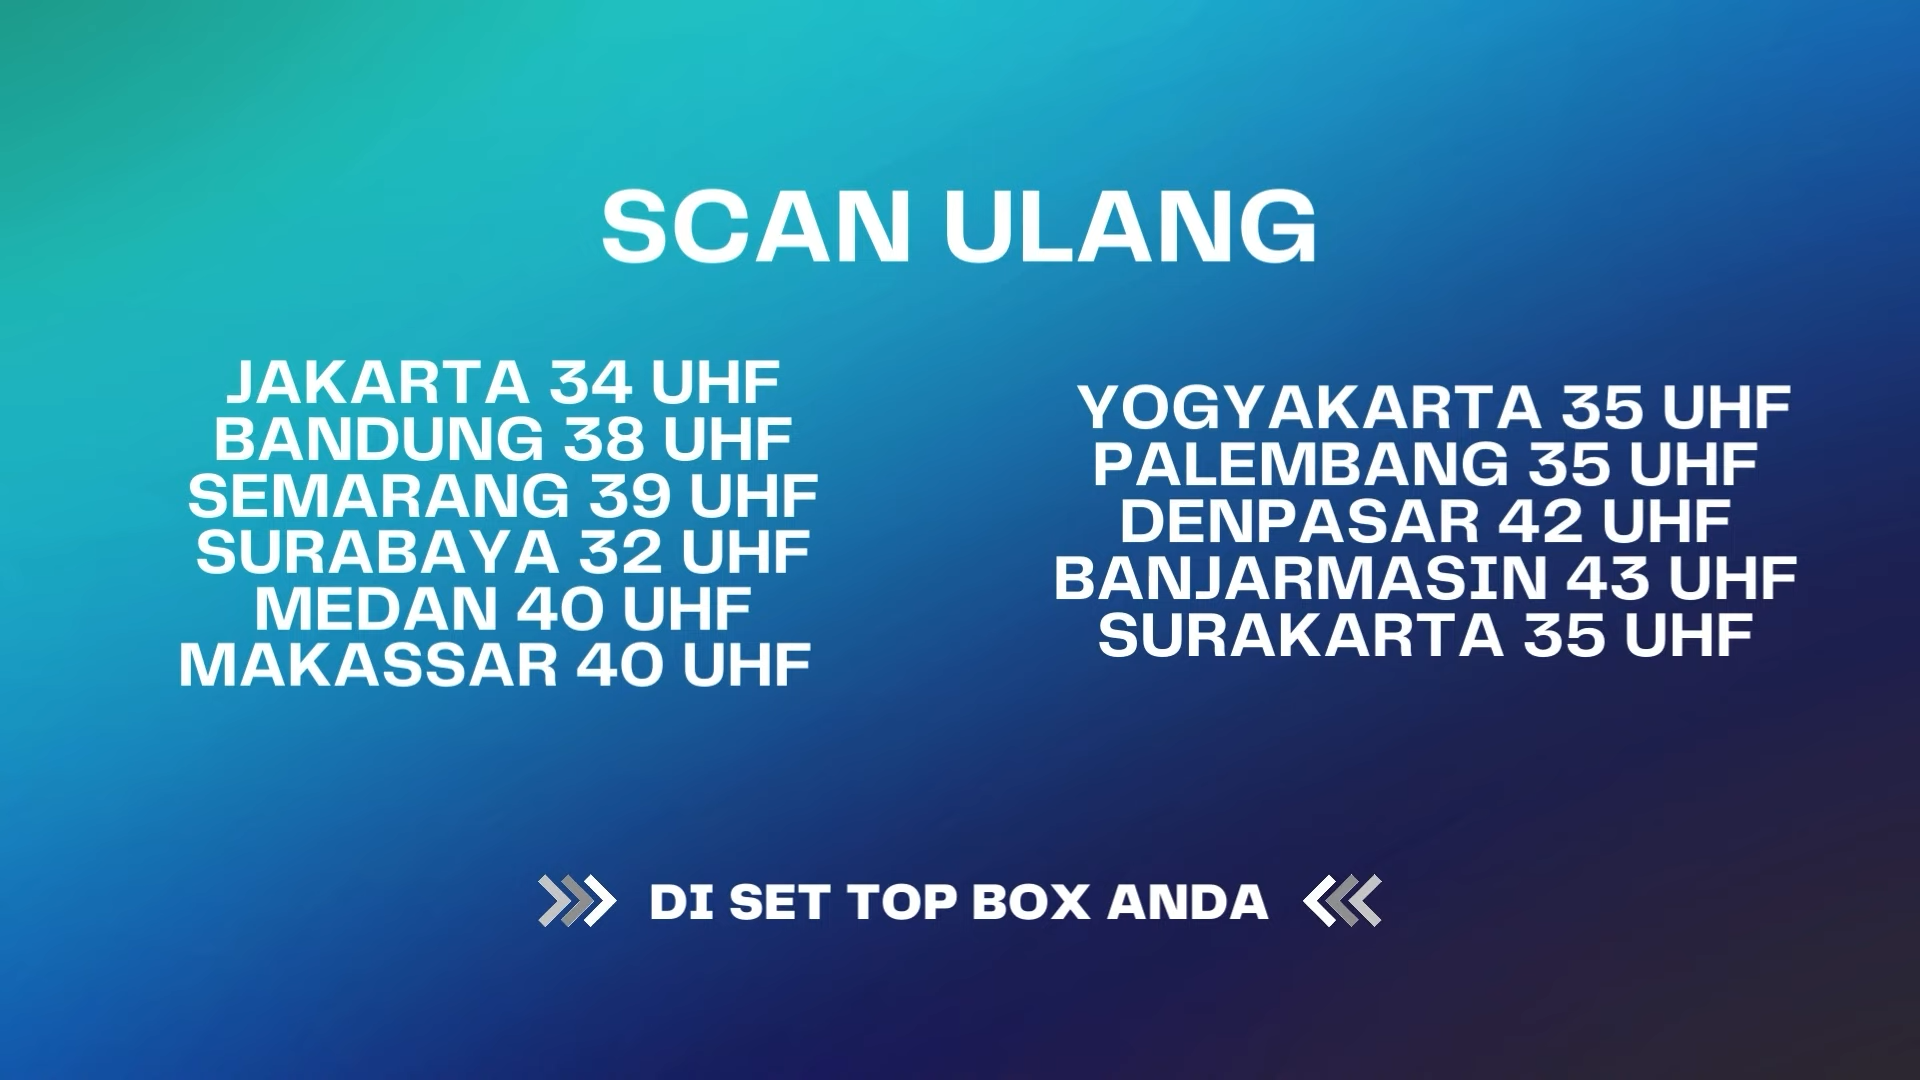 SCAN ULANG
JAKARTA 34 UHF
BANDUNG 38 UHF
SEMARANG 39 UHF
SURABAYA 32 UHF
MEDAN 40 UHF
MAKASSAR 40 UHF
YOGYAKARTA 35 UHF
PALEMBANG 35 UHF
DENPASAR 42 UHF
BANJARMASIN 43 UHF
SURAKARTA 35 UHF
DI SET TOP BOX ANDA